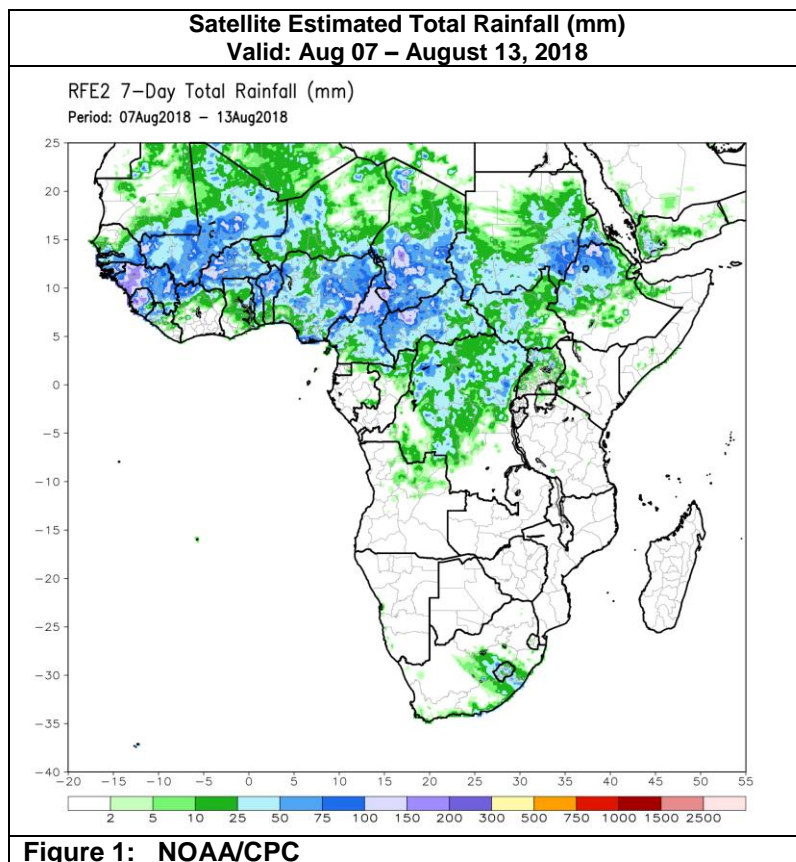 Satellite Estimated Total Rainfall (mm)
Valid: Aug 07 – August 13, 2018
RFE2 7-Day Total Rainfall (mm)
Period: 07Aug2018 – 13Aug2018
25
20
15
10
5
0
-5
-10
-15
-20
-25
-30
-35
-40
-20 -15 -10 -5 0 5 10 15 20 25 30 35 40 45 50 55
2 5 10 25 50 75 100 150 200 300 500 750 1000 1500 2500
Figure 1: NOAA/CPC